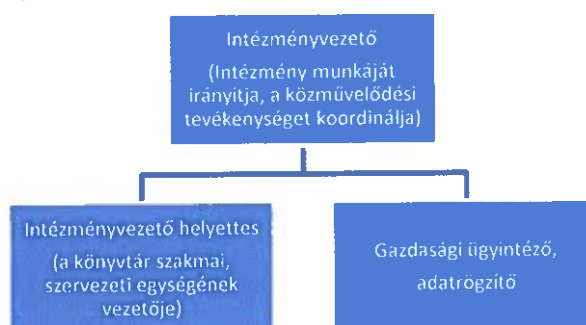 Intézményvezető
(Intézmény munkáját
irányítja, a közművelődési
tevékenységet koordinálja)
Intézményvezető helyettes
(a könyvtár szakmai,
szervezeti egységének
vezetője)
Gazdasági ügyintéző,
adatrögzítő